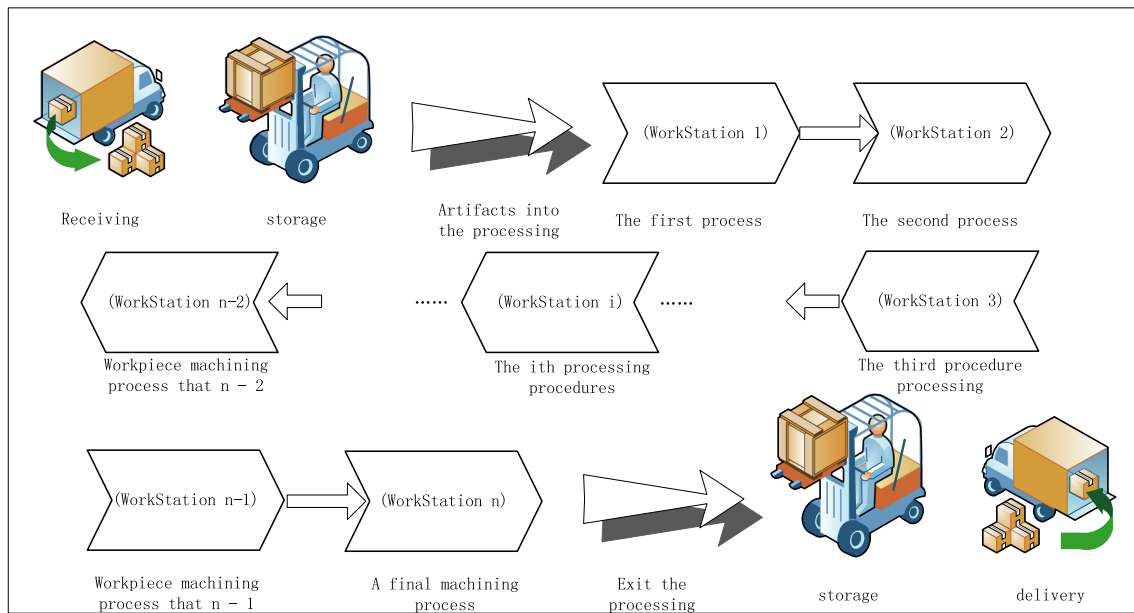 (WorkStation 1)
(WorkStation 2)
Receiving
storage
Artifacts into
the processing
The first process
The second process
(WorkStation n-2)
……
(WorkStation i)
……
(WorkStation 3)
Workpiece machining
process that n - 2
The ith processing
procedures
The third procedure
processing
(WorkStation n-1)
(WorkStation n)
Workpiece machining
process that n - 1
A final machining
process
Exit the
processing
storage
delivery